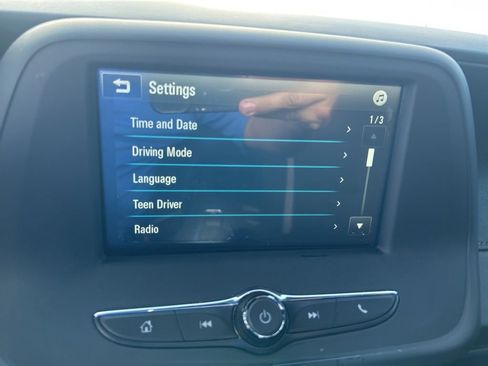 Settings
1/3
Time and Date
Driving Mode
Language
Teen Driver
Radio